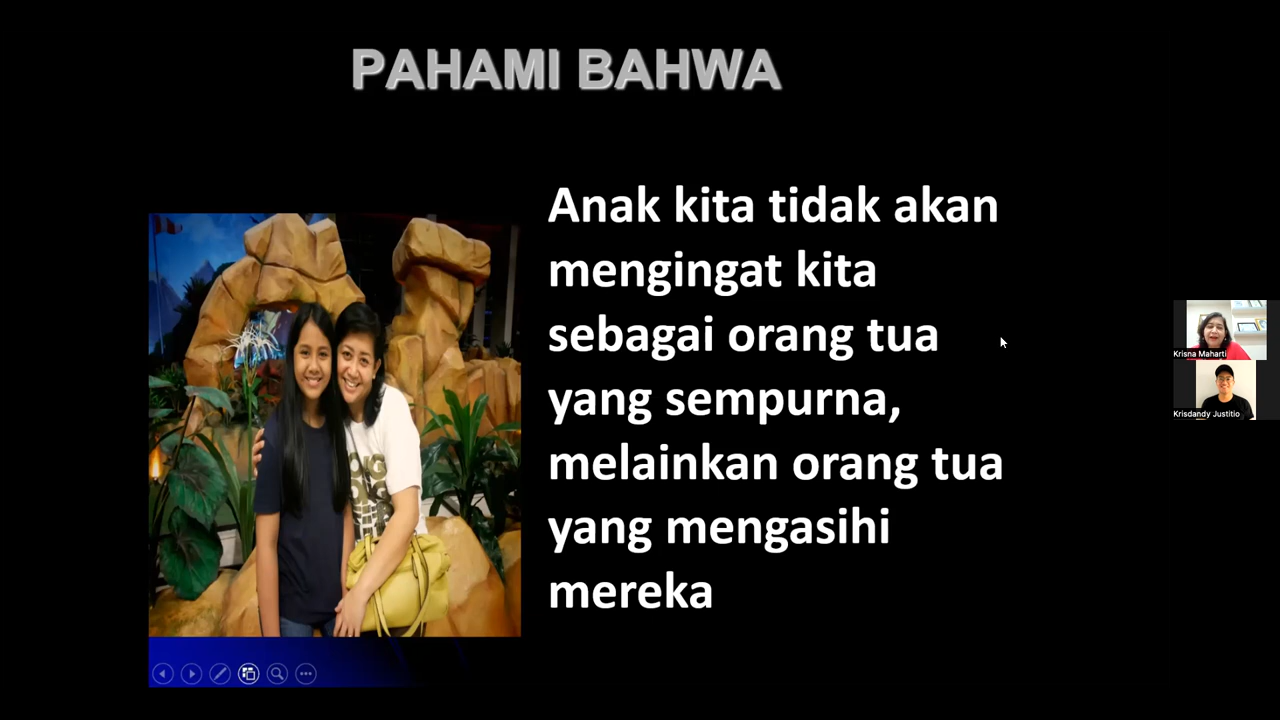 PAHAMI BAHWA
Anak kita tidak akan
mengingat kita
sebagai orang tua
yang sempurna,
melainkan orang tua
yang mengasihi
mereka
Krisna Maharti
Krisdandy Justitio